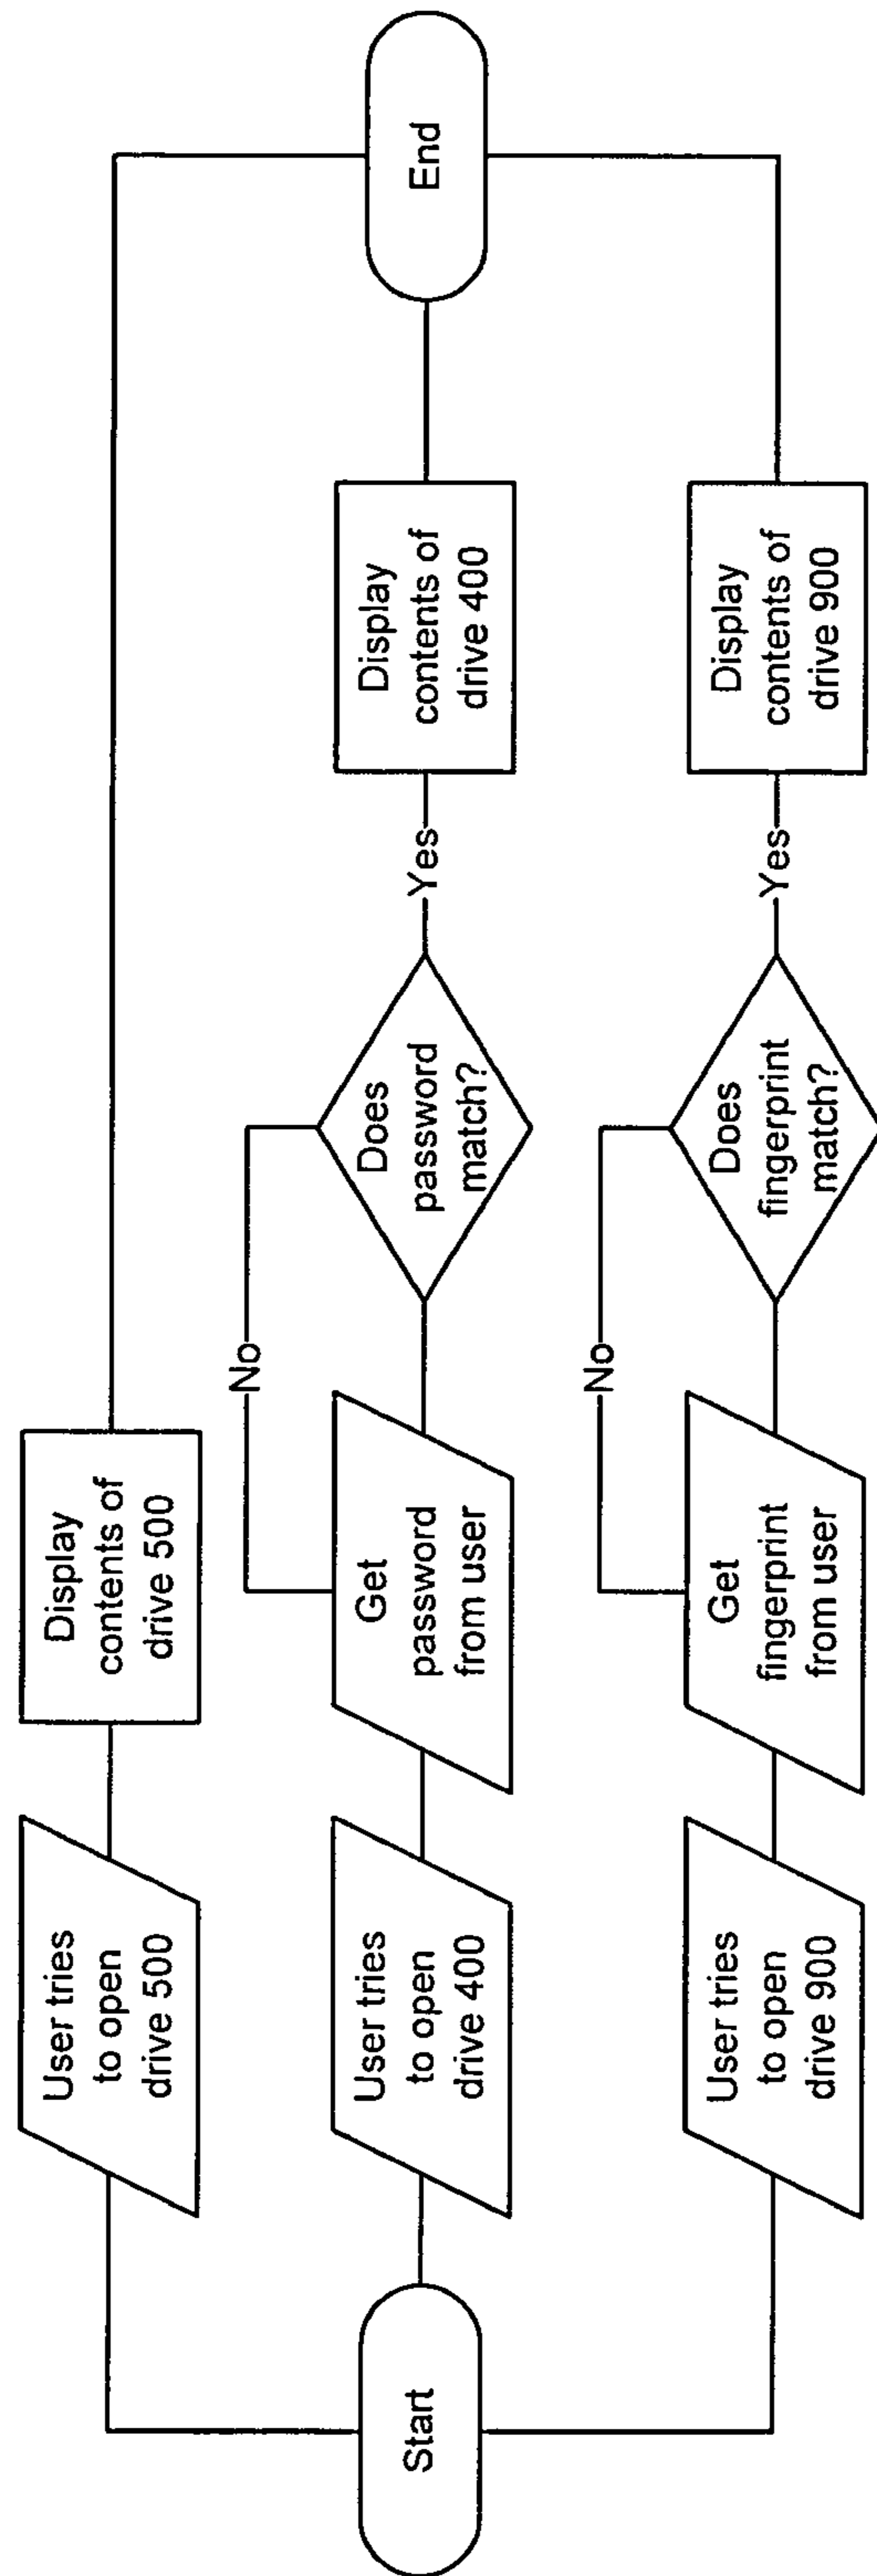 Start
User tries
to open
drive 500
Display
contents of
drive 500
User tries
to open
drive 400
Get
password
from user
No
Does
password
match?
Yes
Display
contents of
drive 400
User tries
to open
drive 900
Get
fingerprint
from user
No
Does
fingerprint
match?
Yes
Display
contents of
drive 900
End